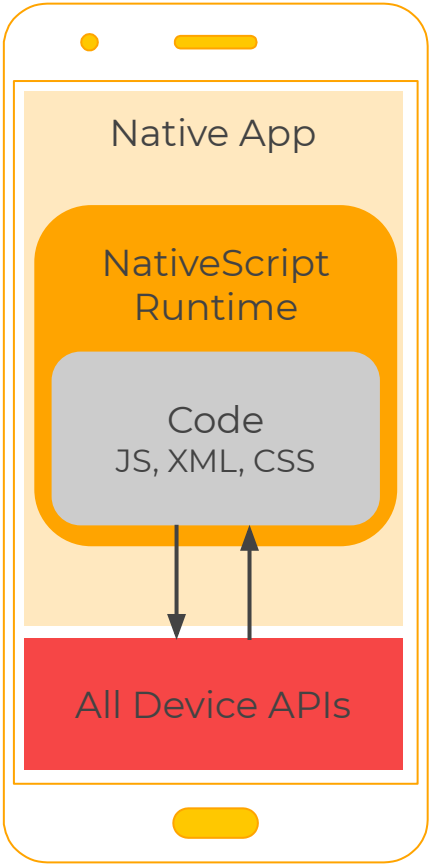 Native App
NativeScript
Runtime
Code
JS, XML, CSS
All Device APIs